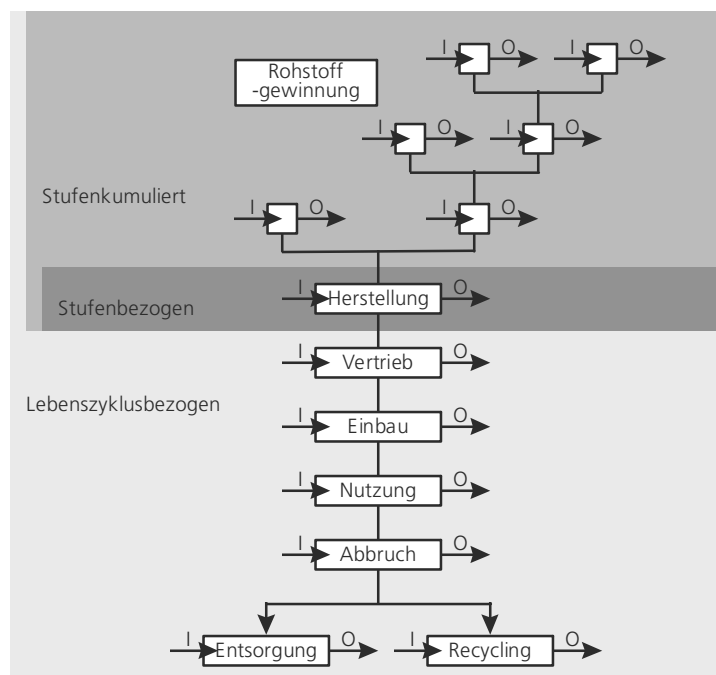 I O I O
Rohstoff
-gewinnung
I O I O
Stufenkumuliert
I O I O
Stufenbezogen
I Herstellung O
I Vertrieb O
Lebenszyklusbezogen
I Einbau O
I Nutzung O
I Abbruch O
I Entsorgung O I Recycling O